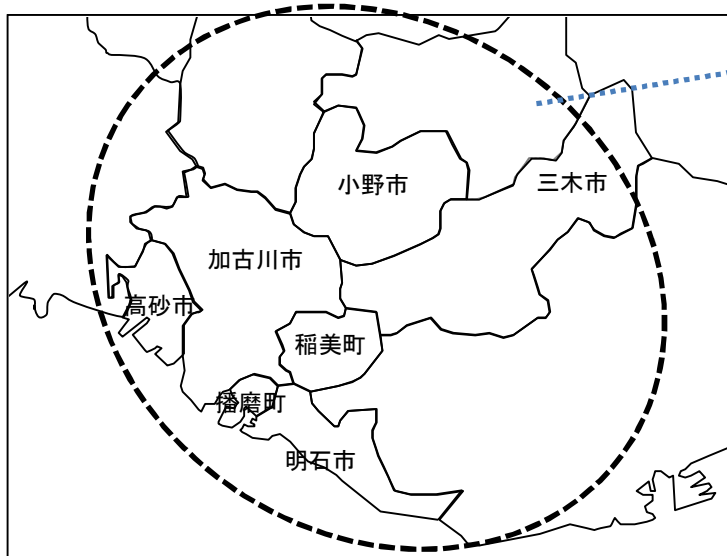 小野市
三木市
加古川市
高砂市
稲美町
播磨町
明石市